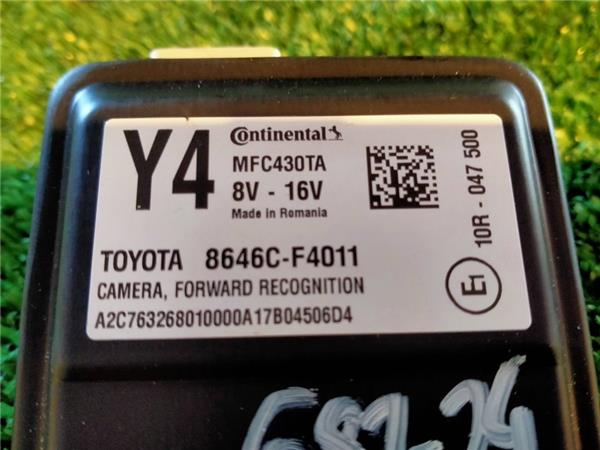 Y4
Continental
MFC430TA
8V - 16V
Made in Romania
10R - 047 500
E1
TOYOTA 8646C-F4011
CAMERA, FORWARD RECOGNITION
A2C763268010000A17B04506D4